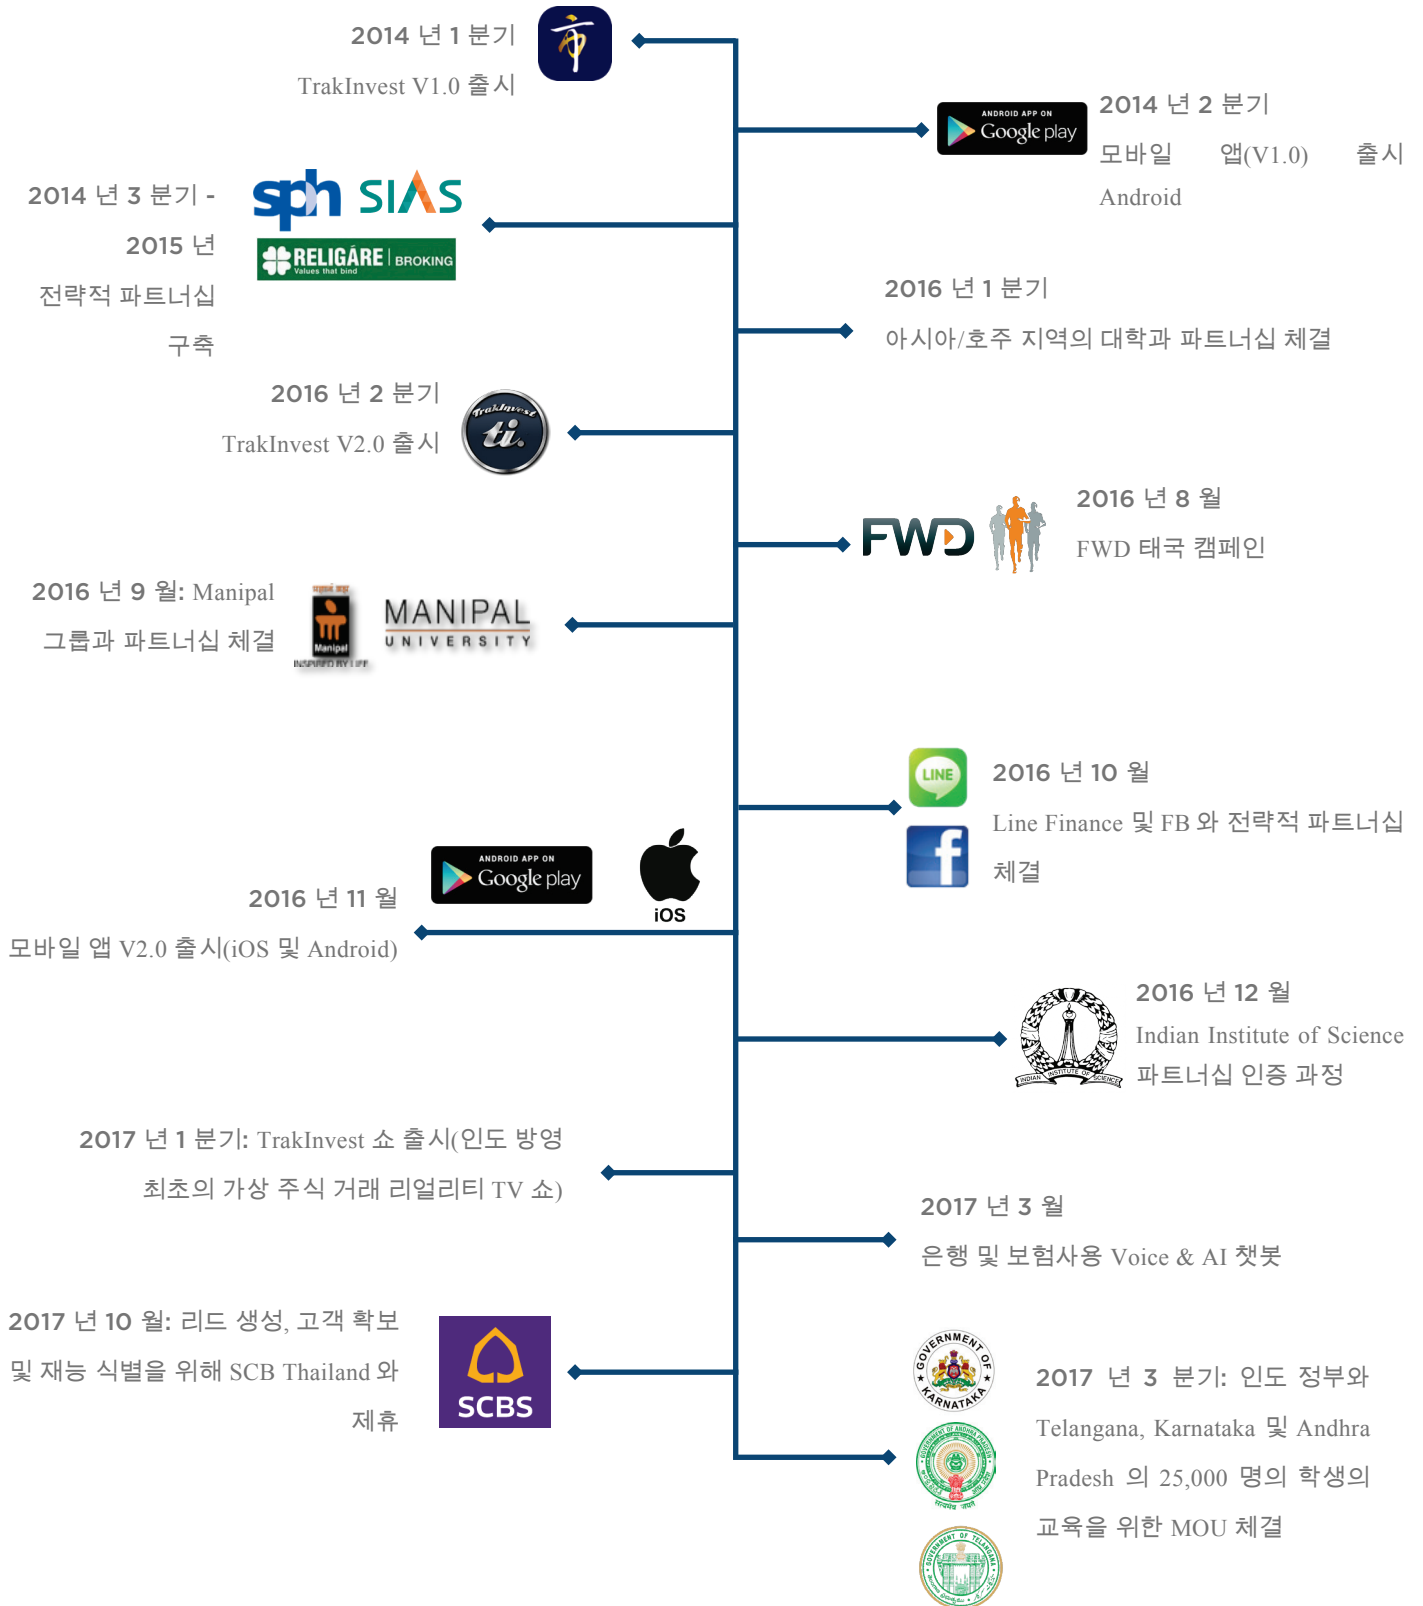 2014 년 1 분기
TrakInvest V1.0 출시
ANDROID APP ON
Google play
2014 년 2 분기
모바일 앱(V1.0) 출시
Android
2014 년 3 분기 -
2015 년
전략적 파트너십
구축
sph SIAS
RELIGÁRE BROKING
Values that bind
2016 년 1 분기
아시아/호주 지역의 대학과 파트너십 체결
2016 년 2 분기
TrakInvest V2.0 출시
TrakInvest
ti.
FWD
2016 년 8 월
FWD 태국 캠페인
2016 년 9 월: Manipal
그룹과 파트너십 체결
Manipal
INSPIRED BY LIFE
MANIPAL
UNIVERSITY
LINE
f
2016 년 10 월
Line Finance 및 FB 와 전략적 파트너십
체결
ANDROID APP ON
Google play
iOS
2016 년 11 월
모바일 앱 V2.0 출시(iOS 및 Android)
INDIAN INSTITUTE OF SCIENCE
2016 년 12 월
Indian Institute of Science
파트너십 인증 과정
2017 년 1 분기: TrakInvest 쇼 출시(인도 방영
최초의 가상 주식 거래 리얼리티 TV 쇼)
2017 년 3 월
은행 및 보험사용 Voice & AI 챗봇
2017 년 10 월: 리드 생성, 고객 확보
및 재능 식별을 위해 SCB Thailand 와
제휴
SCBS
GOVERNMENT OF KARNATAKA
GOVERNMENT OF ANDHRA PRADESH
सत्यमेव जयते
GOVERNMENT OF TELANGANA
2017 년 3 분기: 인도 정부와
Telangana, Karnataka 및 Andhra
Pradesh 의 25,000 명의 학생의
교육을 위한 MOU 체결